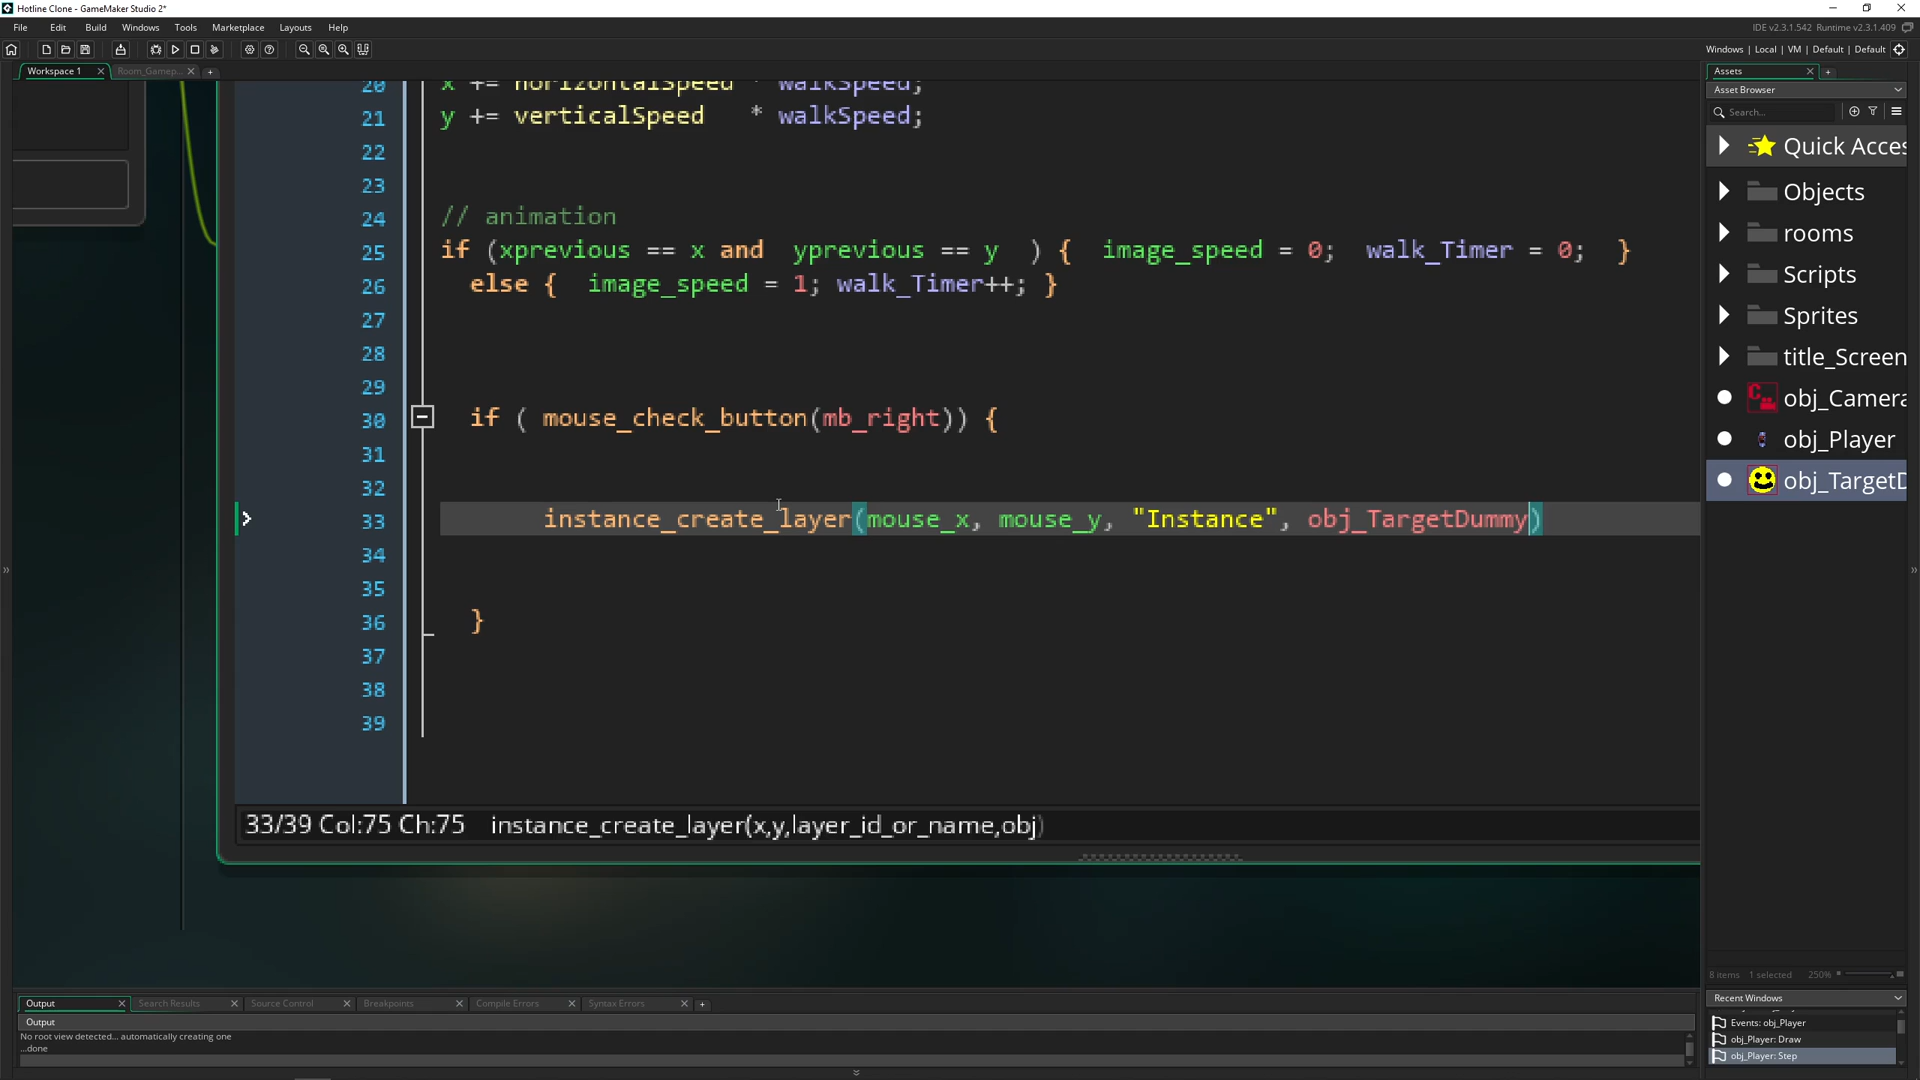 Hotline Clone - GameMaker Studio 2*
File Edit Build Windows Tools Marketplace Layouts Help
IDE v2.3.1.542 Runtime v2.3.1.409
Windows | Local | VM | Default | Default
Workspace 1
Room_Gamep...
Assets
Asset Browser
Search...
Quick Acces
Objects
rooms
Scripts
Sprites
title_Screen
obj_Camera
obj_Player
obj_TargetD
20 x += horizontalSpeed * walkSpeed;
21 y += verticalSpeed * walkSpeed;
22
23
24 // animation
25 if (xprevious == x and yprevious == y ) { image_speed = 0; walk_Timer = 0; }
26 else { image_speed = 1; walk_Timer++; }
27
28
29
30 if ( mouse_check_button(mb_right)) {
31
32
33 instance_create_layer(mouse_x, mouse_y, "Instance", obj_TargetDummy)
34
35
36 }
37
38
39
33/39 Col:75 Ch:75 instance_create_layer(x,y,layer_id_or_name,obj)
8 items 1 selected 250%
Output Search Results Source Control Breakpoints Compile Errors Syntax Errors
Output
No root view detected... automatically creating one
...done
Recent Windows
Events: obj_Player
obj_Player: Draw
obj_Player: Step